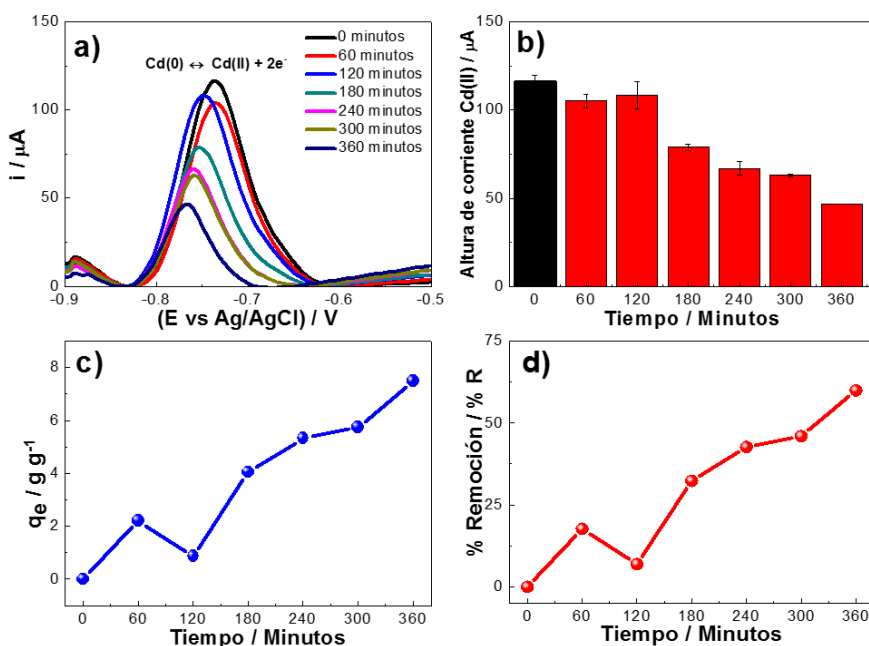 a)
Cd(0) ↔ Cd(II) + 2e⁻
0 minutos
60 minutos
120 minutos
180 minutos
240 minutos
300 minutos
360 minutos
150
100
50
0
i / μA
-0.9 -0.8 -0.7 -0.6 -0.5
(E vs Ag/AgCl) / V
b)
150
100
50
0
Altura de corriente Cd(II) / μA
0 60 120 180 240 300 360
Tiempo / Minutos
c)
8
6
4
2
0
qe / g g⁻¹
0 60 120 180 240 300 360
Tiempo / Minutos
d)
75
50
25
0
% Remoción / % R
0 60 120 180 240 300 360
Tiempo / Minutos